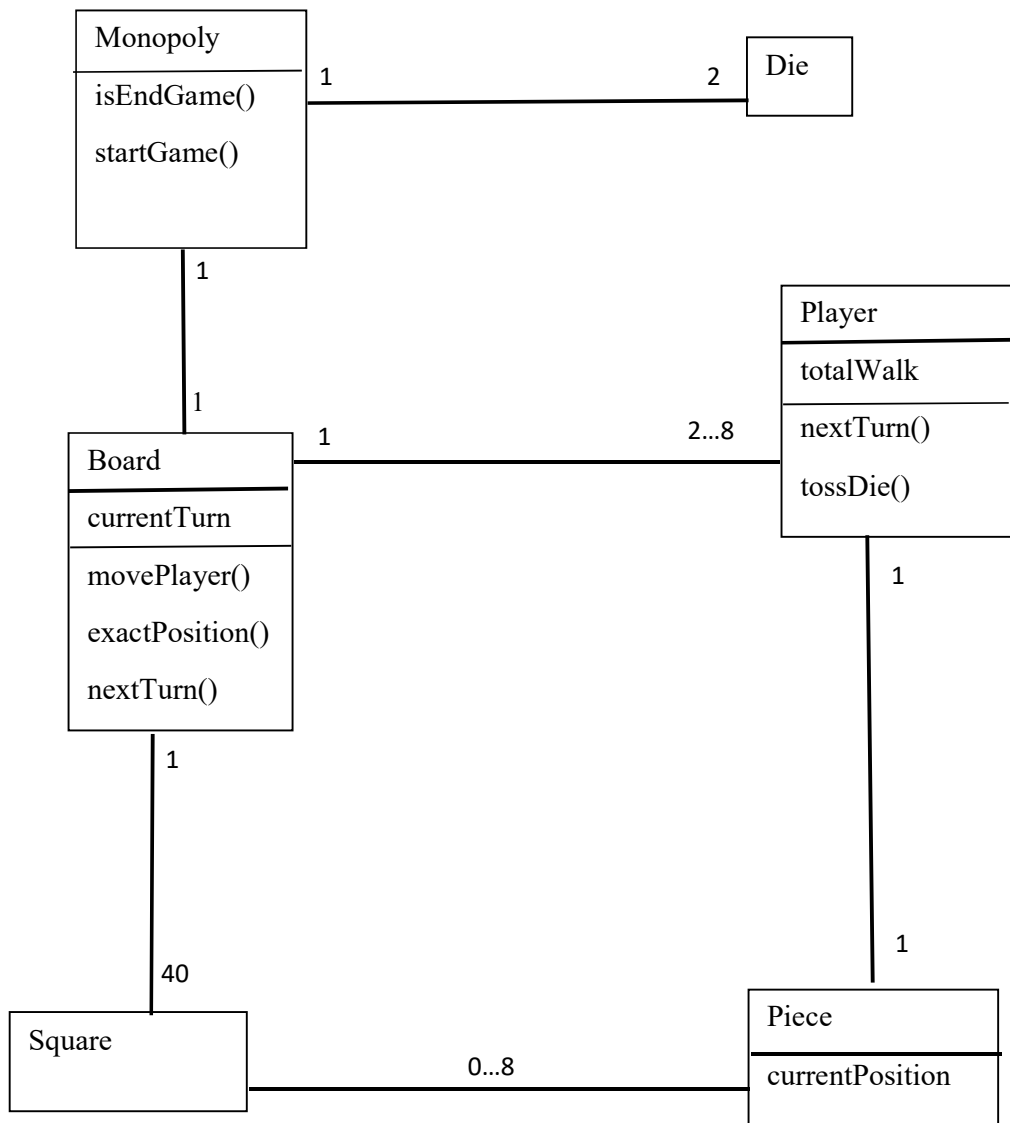 Monopoly
isEndGame()
startGame()
1
2
Die
1
1
Player
totalWalk
nextTurn()
tossDie()
1
2...8
Board
currentTurn
movePlayer()
exactPosition()
nextTurn()
1
1
1
40
Square
0...8
Piece
currentPosition